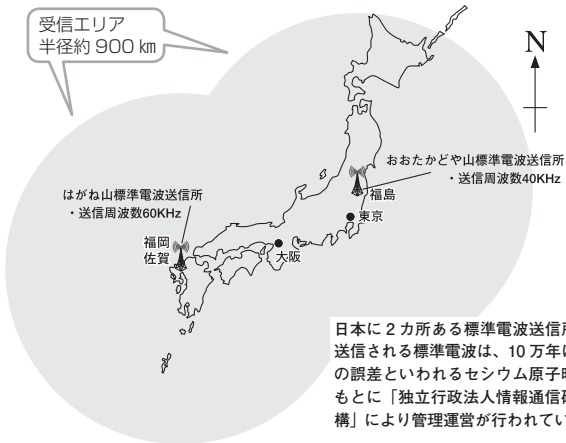 受信エリア
半径約 900 km
N
おおたかどや山標準電波送信所
・送信周波数40KHz
はがね山標準電波送信所
・送信周波数60KHz
福島
東京
福岡
佐賀
大阪
日本に 2 カ所ある標準電波送信所
送信される標準電波は、10 万年に
の誤差といわれるセシウム原子時
もとに「独立行政法人情報通信研
構」により管理運営が行われてい